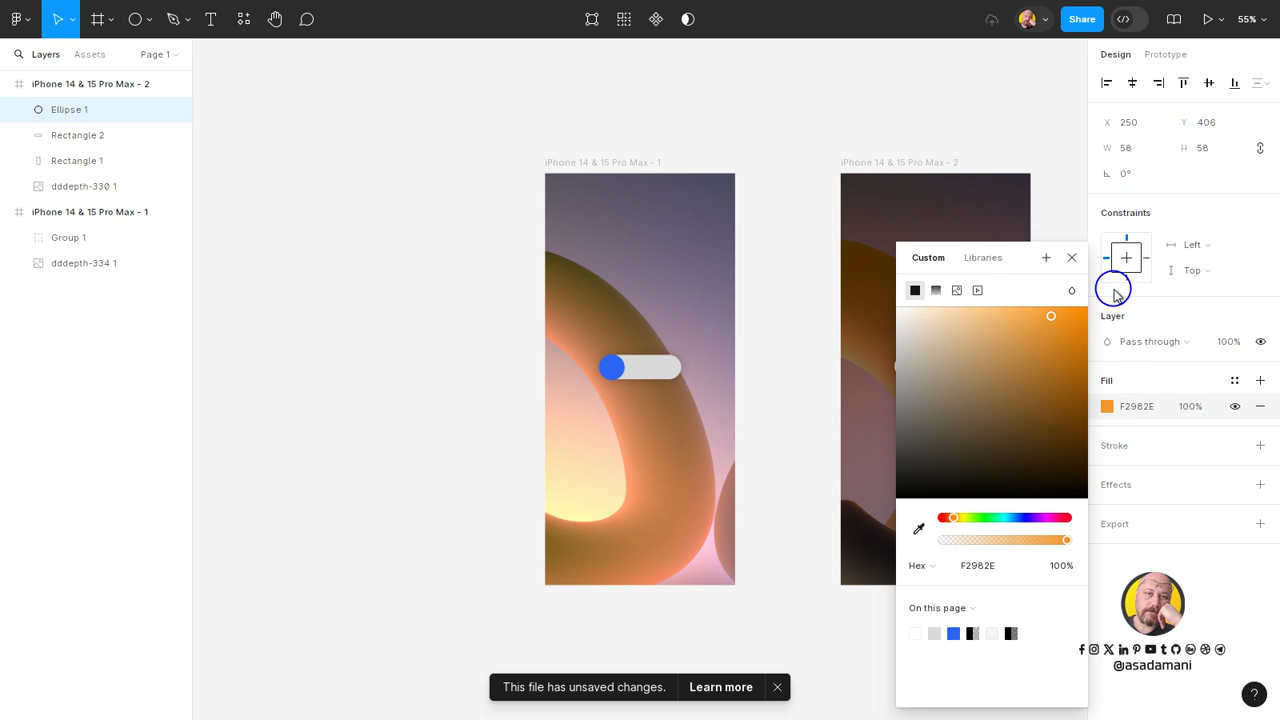 Share
55%
Layers
Assets
Page 1
iPhone 14 & 15 Pro Max - 2
Ellipse 1
Rectangle 2
Rectangle 1
dddepth-330 1
iPhone 14 & 15 Pro Max - 1
Group 1
dddepth-334 1
iPhone 14 & 15 Pro Max - 1
iPhone 14 & 15 Pro Max - 2
Custom
Libraries
Hex
F2982E
100%
On this page
This file has unsaved changes.
Learn more
Design
Prototype
X 250
Y 406
W 58
H 58
0°
Constraints
Left
Top
Layer
Pass through
100%
Fill
F2982E
100%
Stroke
Effects
Export
@asadamani
?